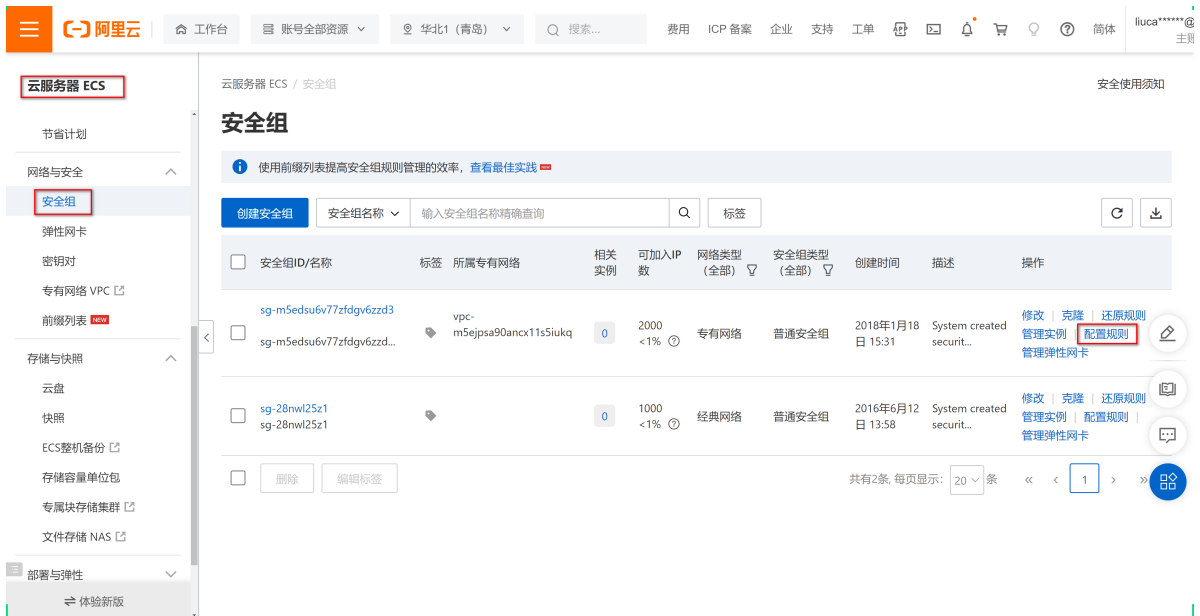 阿里云
工作台
账号全部资源
华北1（青岛）
搜索...
费用
ICP 备案
企业
支持
工单
简体
liuca******@
主账
云服务器 ECS
节省计划
网络与安全
安全组
弹性网卡
密钥对
专有网络 VPC
前缀列表 NEW
存储与快照
云盘
快照
ECS整机备份
存储容量单位包
专属块存储集群
文件存储 NAS
部署与弹性
体验新版
云服务器 ECS / 安全组
安全使用须知
安全组
使用前缀列表提高安全组规则管理的效率，查看最佳实践 NEW
创建安全组 安全组名称 输入安全组名称精确查询 标签
安全组ID/名称 标签 所属专有网络 相关实例 可加入IP数 网络类型（全部） 安全组类型（全部） 创建时间 描述 操作
sg-m5edsu6v77zfdgv6zzd3
sg-m5edsu6v77zfdgv6zzd...
vpc-
m5ejpsa90ancx11s5iukq
0
2000
<1%
专有网络
普通安全组
2018年1月18
日 15:31
System created
securit...
修改 | 克隆 | 还原规则
管理实例 | 配置规则
管理弹性网卡
sg-28nwl25z1
sg-28nwl25z1
0
1000
<1%
经典网络
普通安全组
2016年6月12
日 13:58
System created
securit...
修改 | 克隆 | 还原规则
管理实例 | 配置规则 |
管理弹性网卡
删除 编辑标签
共有2条, 每页显示: 20 条 « ‹ 1 › »